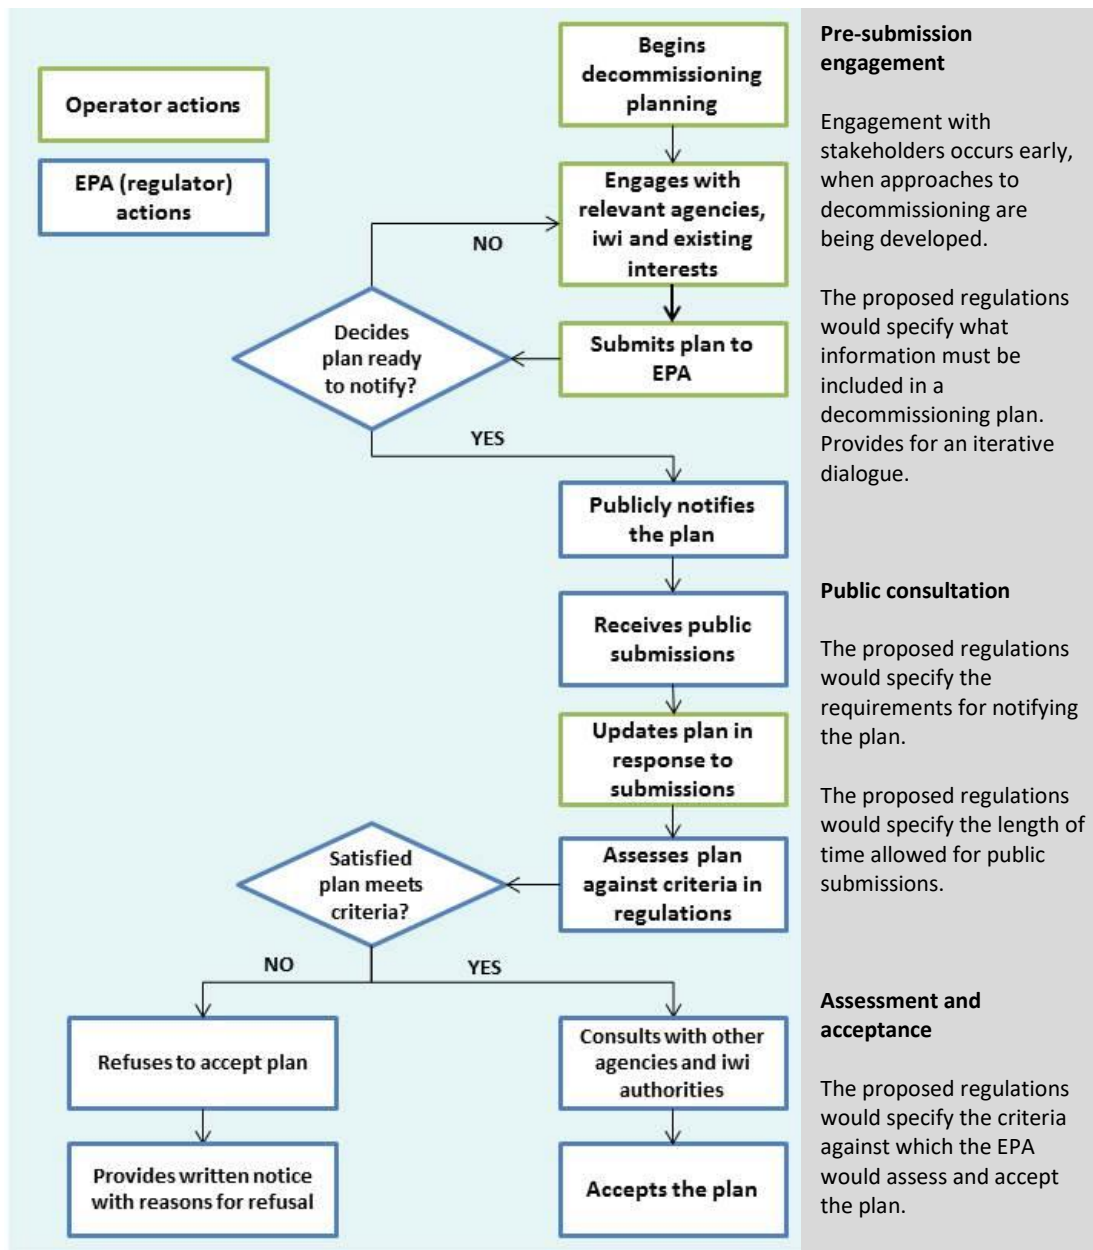 Operator actions
EPA (regulator)
actions
Begins
decommissioning
planning
Engages with
relevant agencies,
iwi and existing
interests
NO
Decides
plan ready
to notify?
Submits plan to
EPA
YES
Publicly notifies
the plan
Receives public
submissions
Updates plan in
response to
submissions
Satisfied
plan meets
criteria?
Assesses plan
against criteria in
regulations
NO
YES
Refuses to accept plan
Consults with other
agencies and iwi
authorities
Provides written notice
with reasons for refusal
Accepts the plan
Pre-submission
engagement
Engagement with
stakeholders occurs early,
when approaches to
decommissioning are
being developed.
The proposed regulations
would specify what
information must be
included in a
decommissioning plan.
Provides for an iterative
dialogue.
Public consultation
The proposed regulations
would specify the
requirements for notifying
the plan.
The proposed regulations
would specify the length of
time allowed for public
submissions.
Assessment and
acceptance
The proposed regulations
would specify the criteria
against which the EPA
would assess and accept
the plan.